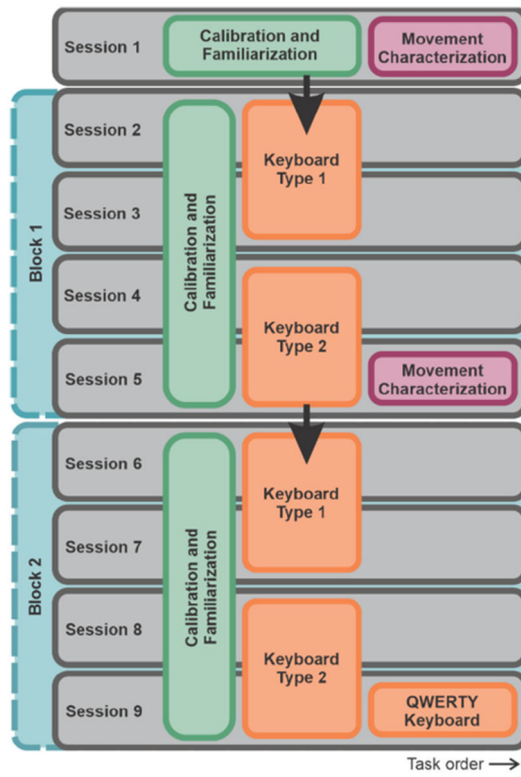 Session 1
Calibration and
Familiarization
Movement
Characterization
Block 1
Session 2
Session 3
Session 4
Session 5
Calibration and
Familiarization
Keyboard
Type 1
Keyboard
Type 2
Movement
Characterization
Block 2
Session 6
Session 7
Session 8
Session 9
Calibration and
Familiarization
Keyboard
Type 1
Keyboard
Type 2
QWERTY
Keyboard
Task order